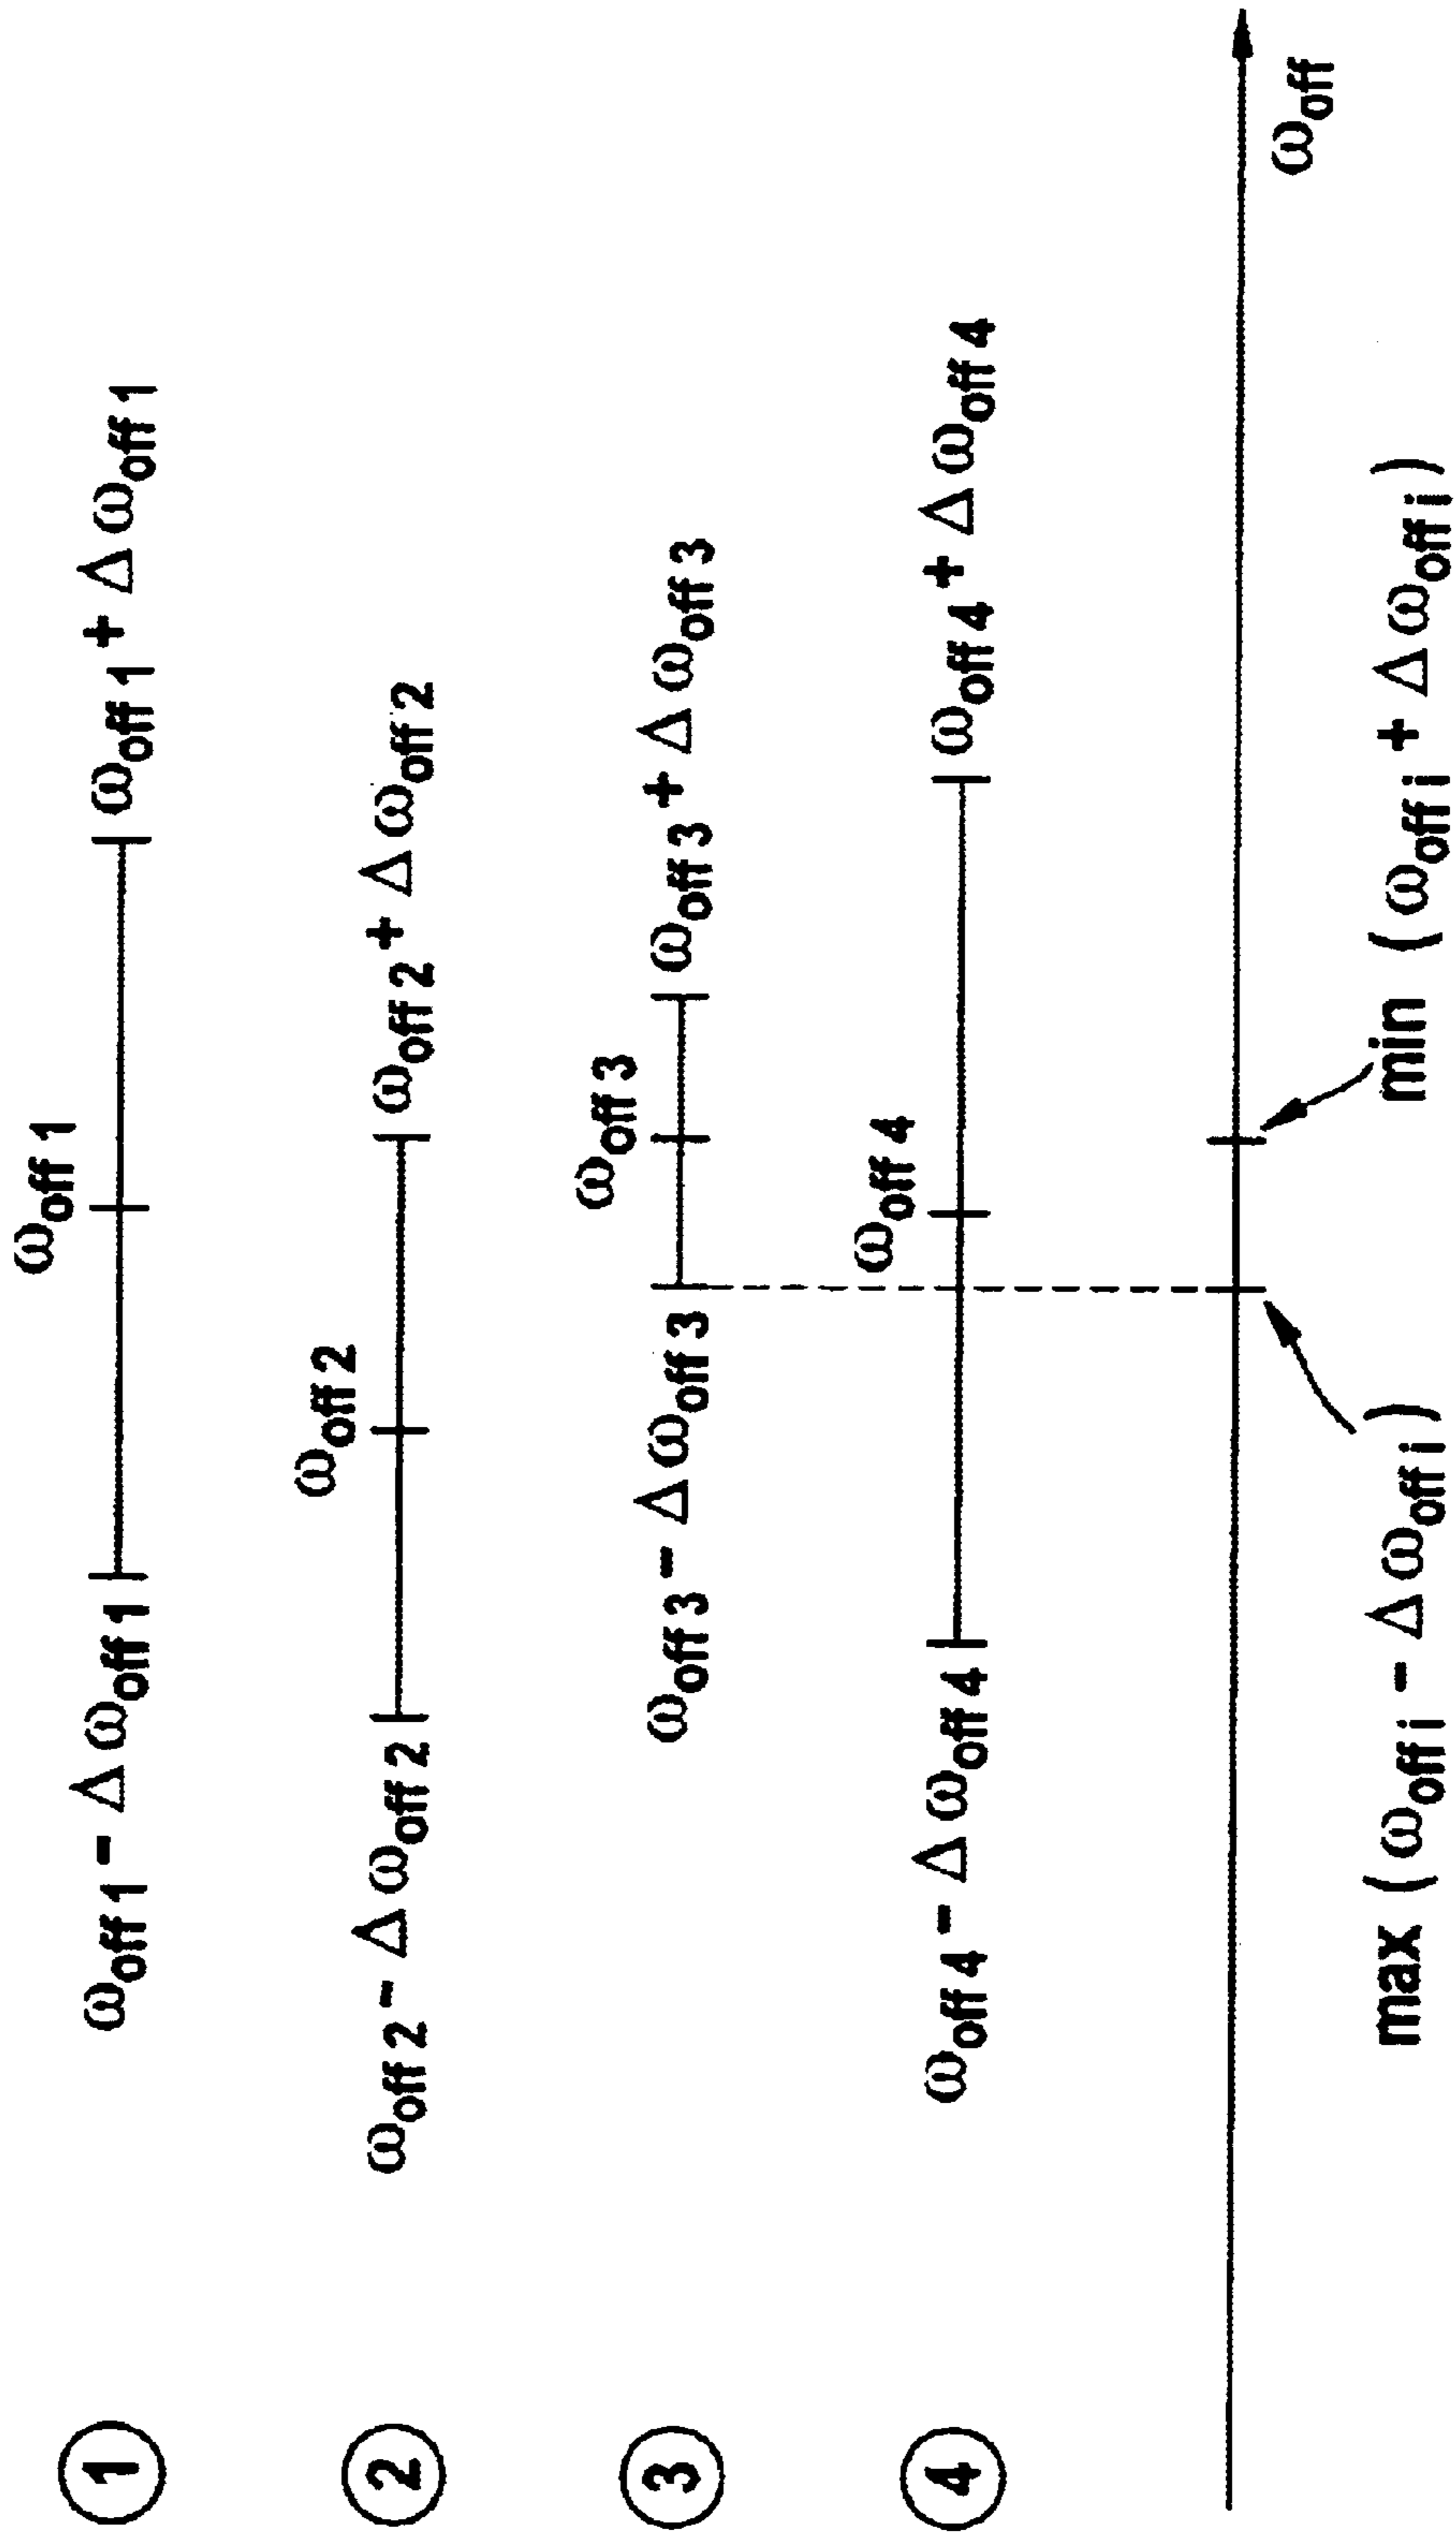 ① ω_off 1 − Δω_off 1 ω_off 1 ω_off 1 + Δω_off 1
② ω_off 2 − Δω_off 2 ω_off 2 ω_off 2 + Δω_off 2
③ ω_off 3 − Δω_off 3 ω_off 3 ω_off 3 + Δω_off 3
④ ω_off 4 − Δω_off 4 ω_off 4 ω_off 4 + Δω_off 4
ω_off
max (ω_off i − Δω_off i) min (ω_off i + Δω_off i)